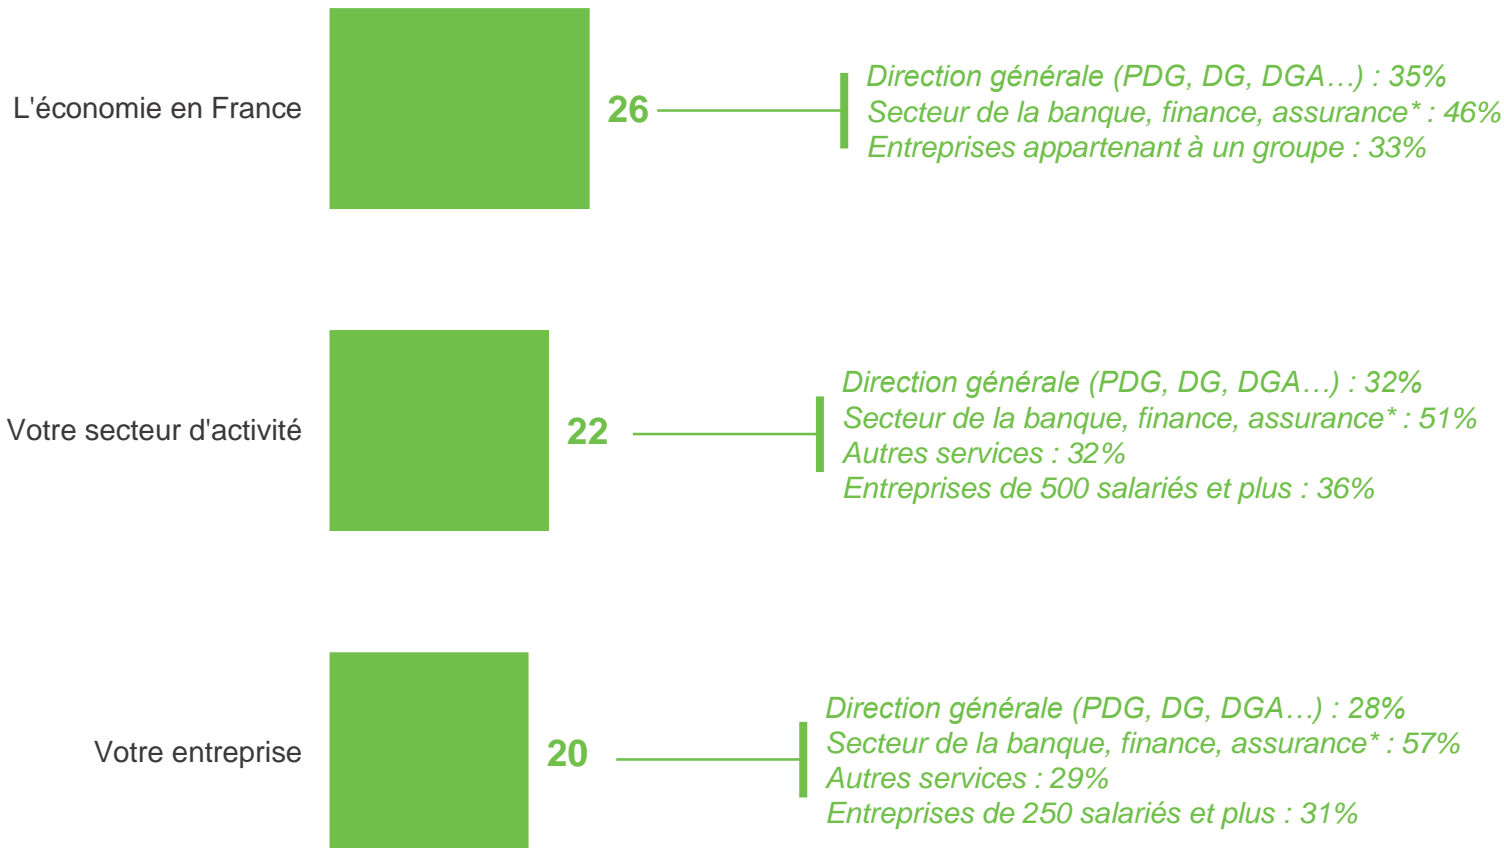 L'économie en France
26
Direction générale (PDG, DG, DGA…) : 35%
Secteur de la banque, finance, assurance* : 46%
Entreprises appartenant à un groupe : 33%
Votre secteur d'activité
22
Direction générale (PDG, DG, DGA…) : 32%
Secteur de la banque, finance, assurance* : 51%
Autres services : 32%
Entreprises de 500 salariés et plus : 36%
Votre entreprise
20
Direction générale (PDG, DG, DGA…) : 28%
Secteur de la banque, finance, assurance* : 57%
Autres services : 29%
Entreprises de 250 salariés et plus : 31%